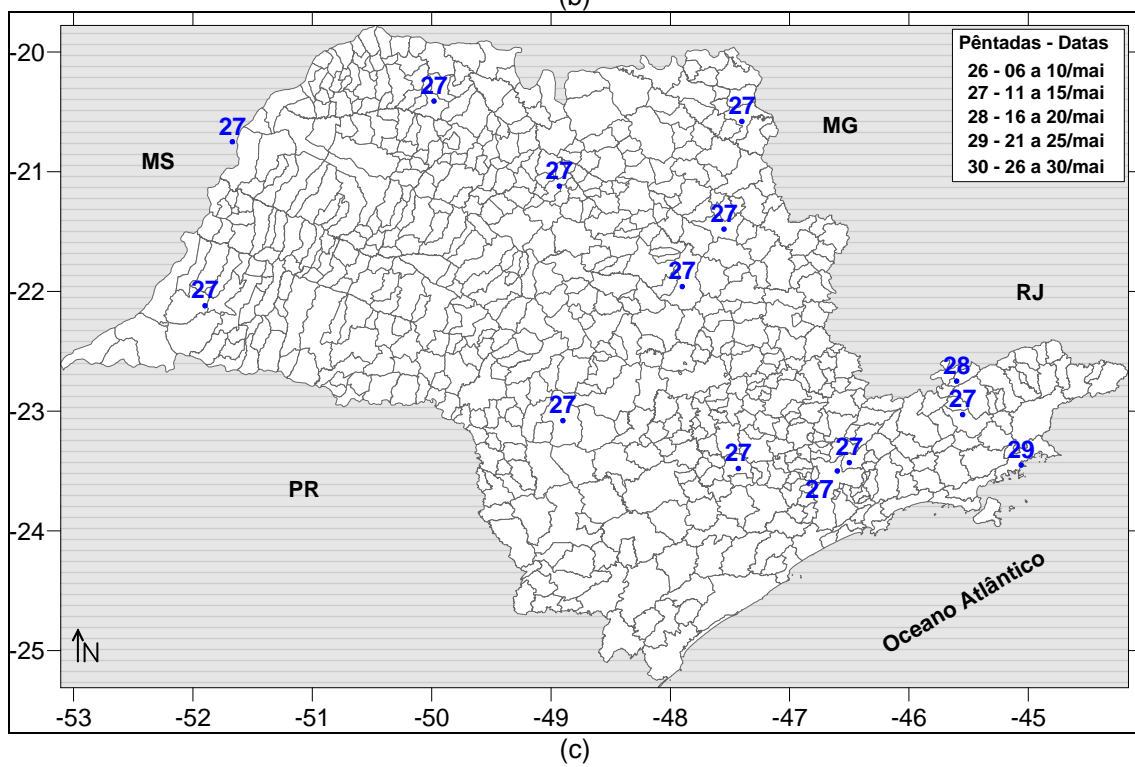 (b)
-20
-21
-22
-23
-24
-25
Pêntadas - Datas
26 - 06 a 10/mai
27 - 11 a 15/mai
28 - 16 a 20/mai
29 - 21 a 25/mai
30 - 26 a 30/mai
27
27
MG
27
MS
27
27
27
27
RJ
28
27
27
27
27
29
27
PR
Oceano Atlântico
N
-53
-52
-51
-50
-49
-48
-47
-46
-45
(c)